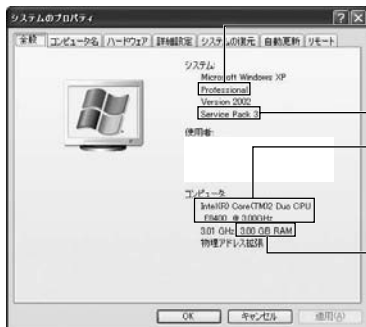 システムのプロパティ
全般 コンピュータ名 ハードウェア 詳細設定 システムの復元 自動更新 リモート
システム:
Microsoft Windows XP
Professional
Version 2002
Service Pack 3
使用者:
コンピュータ:
Intel(R) Core(TM)2 Duo CPU
E8400 @ 3.00GHz
3.01 GHz, 3.00 GB RAM
物理アドレス拡張
OK キャンセル 適用(A)